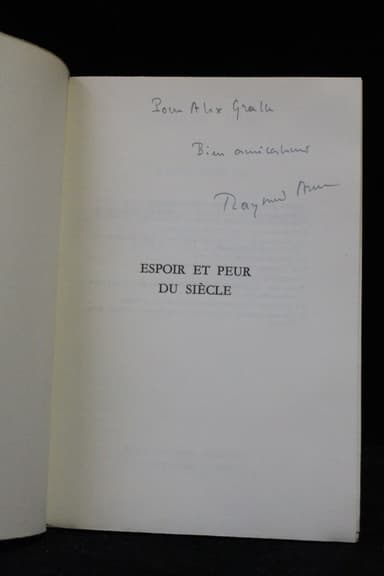 Pour Alex Grall
Bien amicalement
Raymond Aron
ESPOIR ET PEUR
DU SIÈCLE